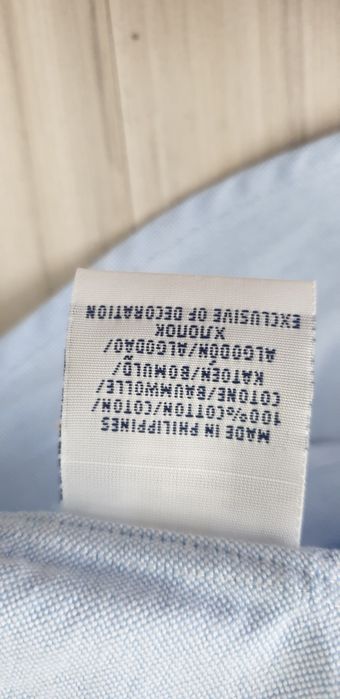 MADE IN PHILIPPINES
100%COTTON/COTON/
COTONE/BAUMWOLLE/
KATOEN/BOMULD/
ALGODÓN/ALGODÃO/
ХЛОПОК
EXCLUSIVE OF DECORATION